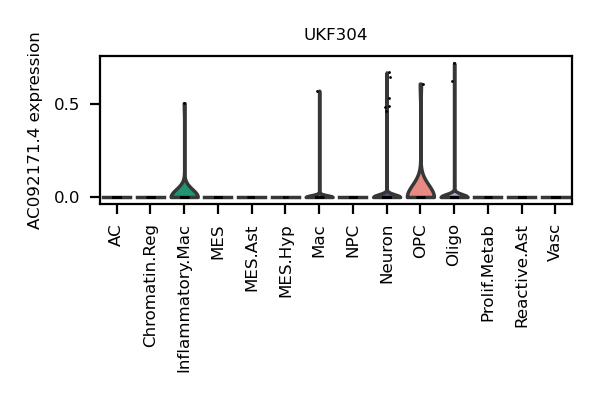 UKF304
AC092171.4 expression
0.5
0.0
AC
Chromatin.Reg
Inflammatory.Mac
MES
MES.Ast
MES.Hyp
Mac
NPC
Neuron
OPC
Oligo
Prolif.Metab
Reactive.Ast
Vasc